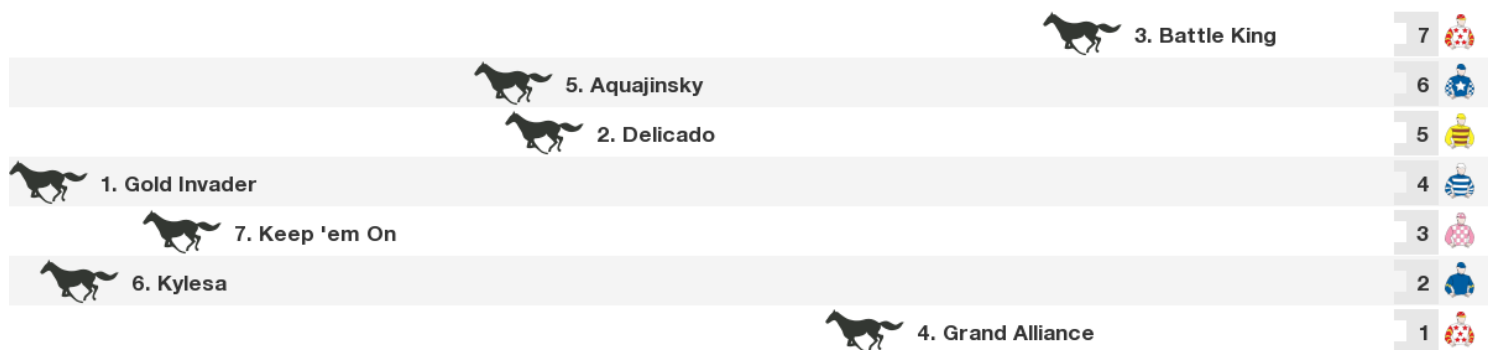 3. Battle King 7
5. Aquajinsky 6
2. Delicado 5
1. Gold Invader 4
7. Keep 'em On 3
6. Kylesa 2
4. Grand Alliance 1